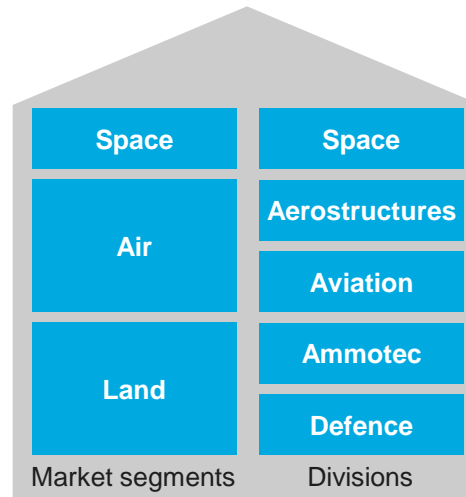 Space
Air
Land
Market segments
Space
Aerostructures
Aviation
Ammotec
Defence
Divisions